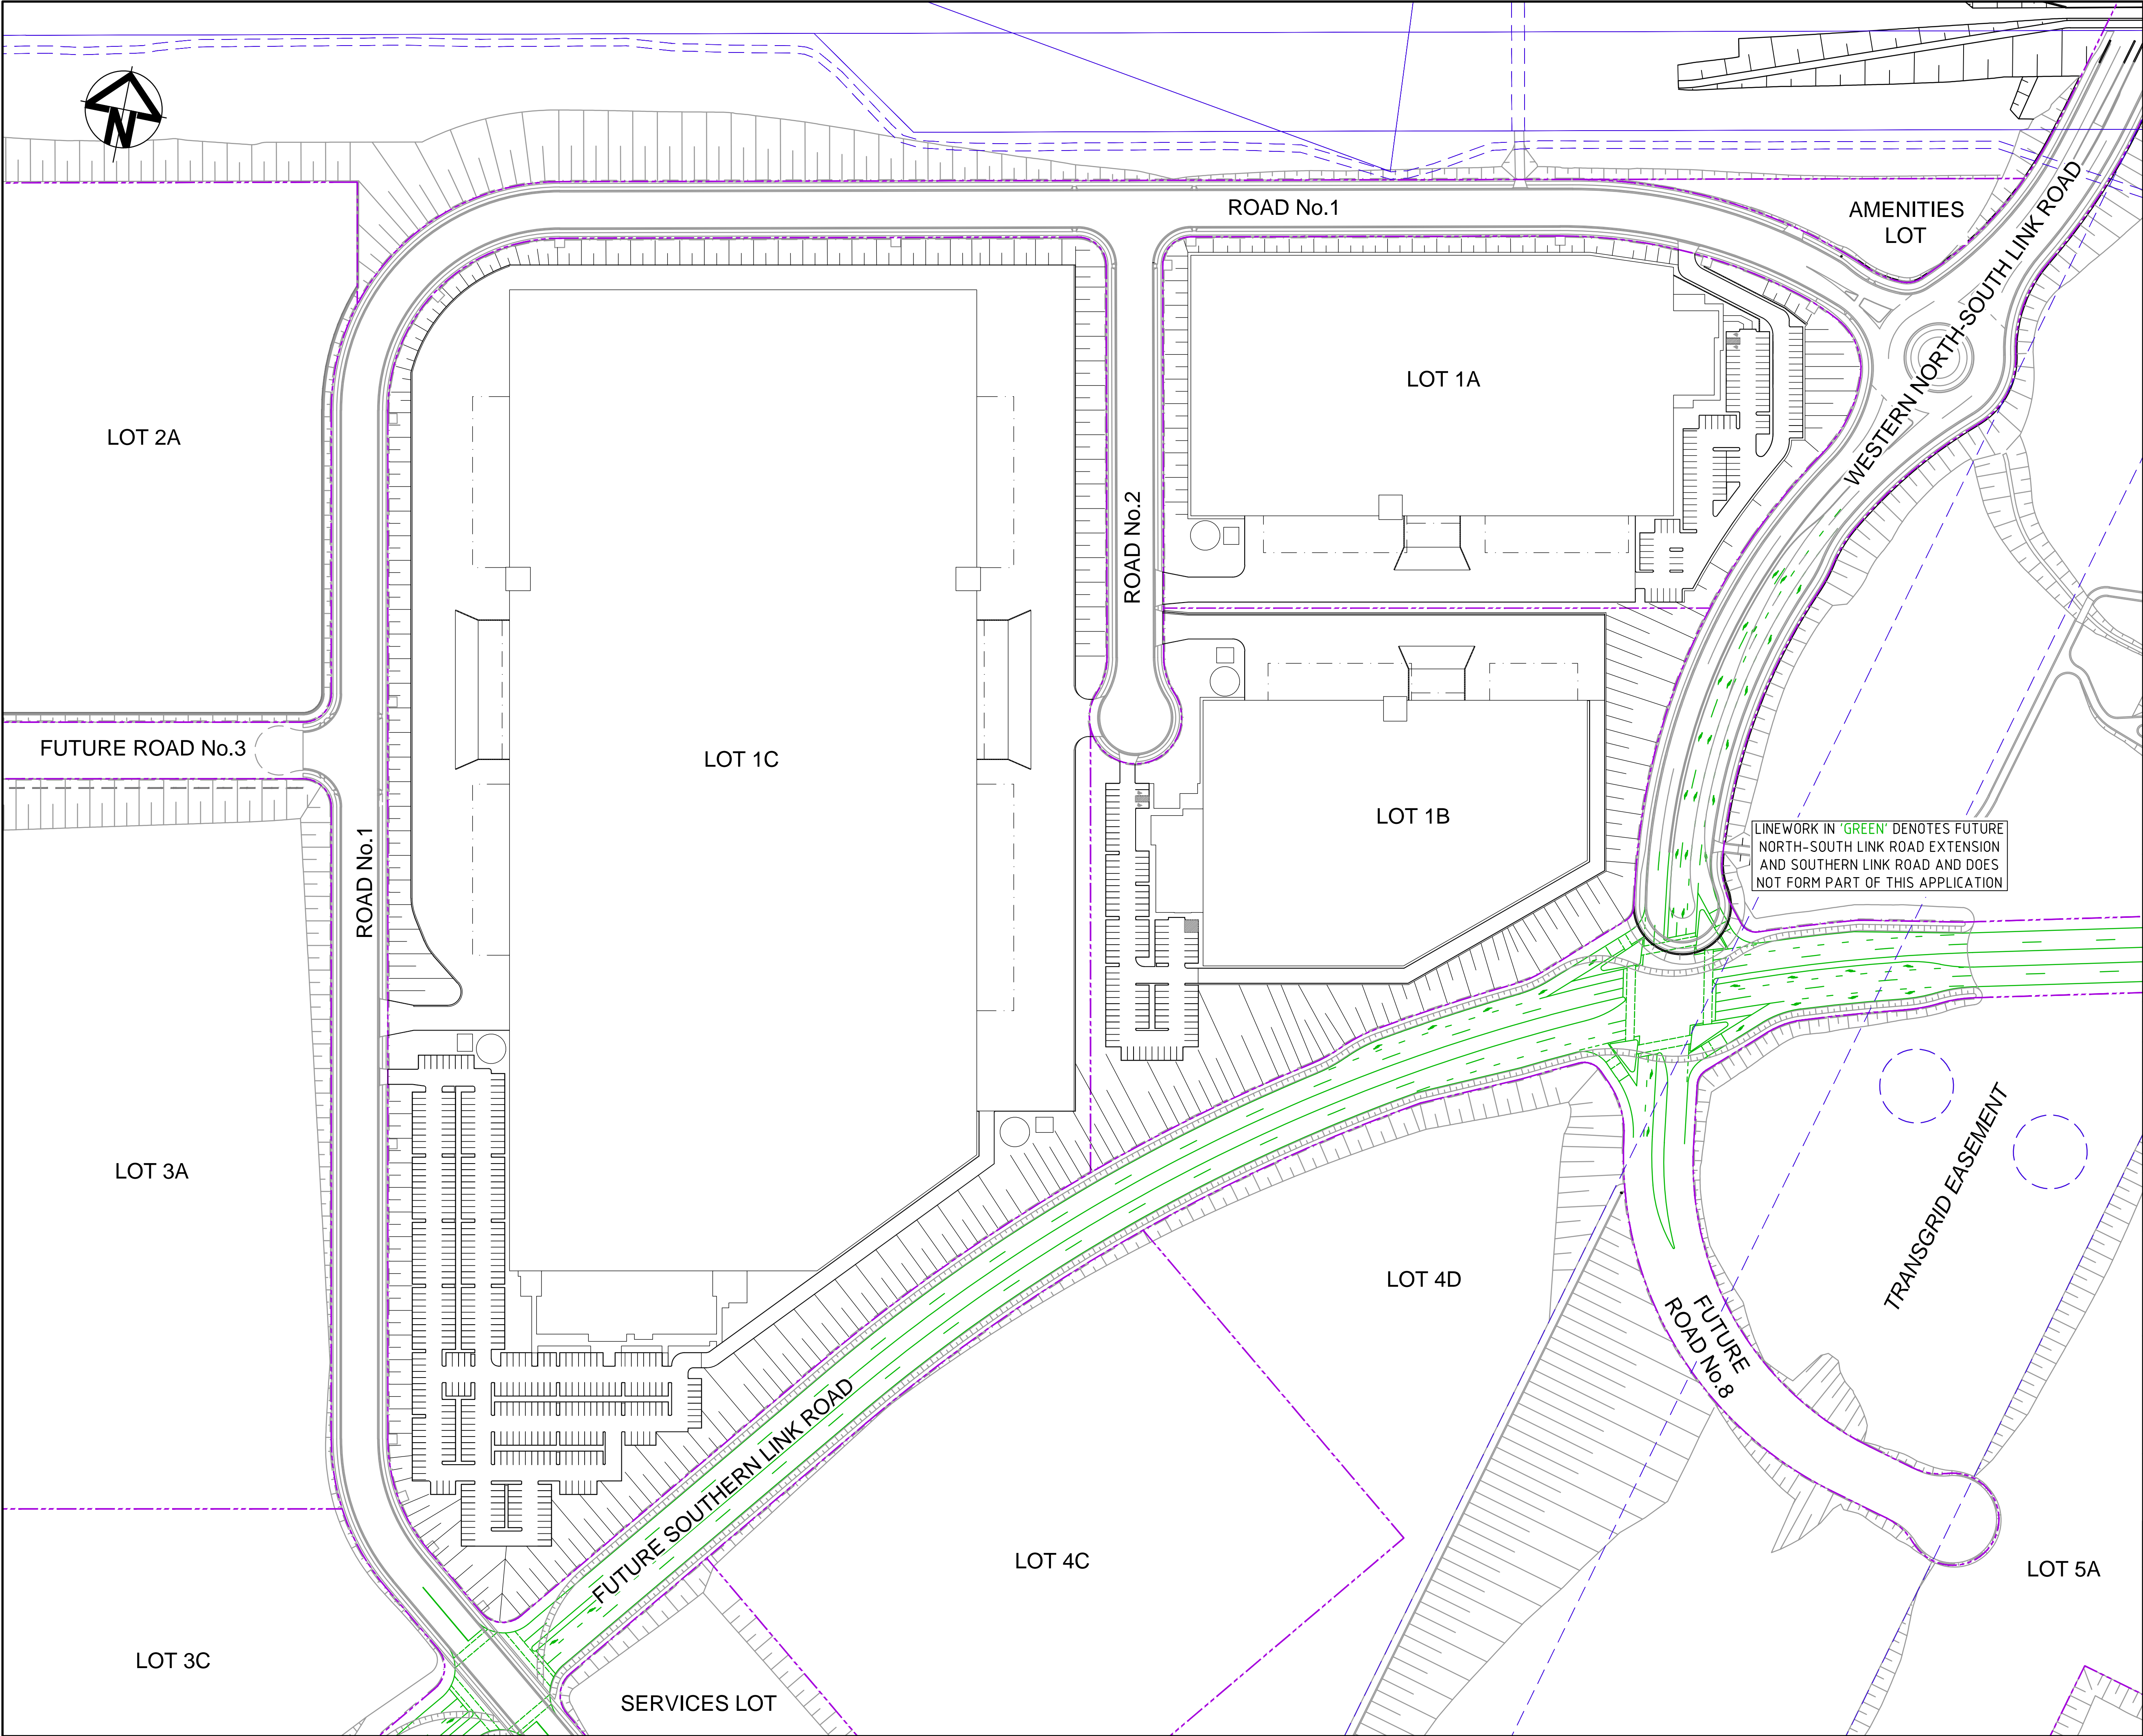 N
ROAD No.1
AMENITIES
LOT
WESTERN NORTH-SOUTH LINK ROAD
LOT 1A
LOT 2A
ROAD No.2
FUTURE ROAD No.3
LOT 1C
LOT 1B
ROAD No.1
LINEWORK IN 'GREEN' DENOTES FUTURE
NORTH-SOUTH LINK ROAD EXTENSION
AND SOUTHERN LINK ROAD AND DOES
NOT FORM PART OF THIS APPLICATION
LOT 3A
TRANSGRID EASEMENT
LOT 4D
FUTURE
ROAD No.8
FUTURE SOUTHERN LINK ROAD
LOT 4C
LOT 5A
LOT 3C
SERVICES LOT